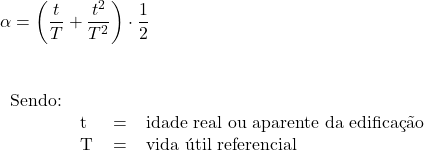 α = (t/T + t²/T²) · 1/2
Sendo:
t = idade real ou aparente da edificação
T = vida útil referencial